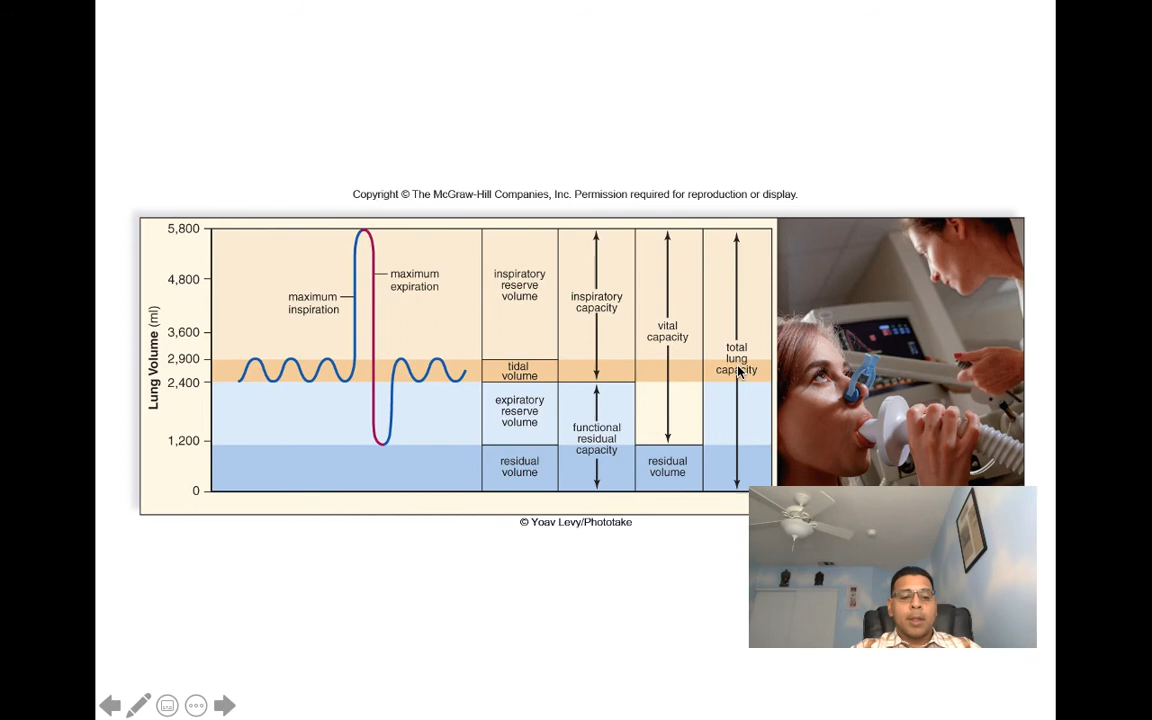 Copyright © The McGraw-Hill Companies, Inc. Permission required for reproduction or display.
Lung Volume (ml)
5,800
4,800
3,600
2,900
2,400
1,200
0
maximum
inspiration
maximum
expiration
inspiratory
reserve
volume
tidal
volume
expiratory
reserve
volume
residual
volume
inspiratory
capacity
functional
residual
capacity
vital
capacity
residual
volume
total
lung
capacity
© Yoav Levy/Phototake